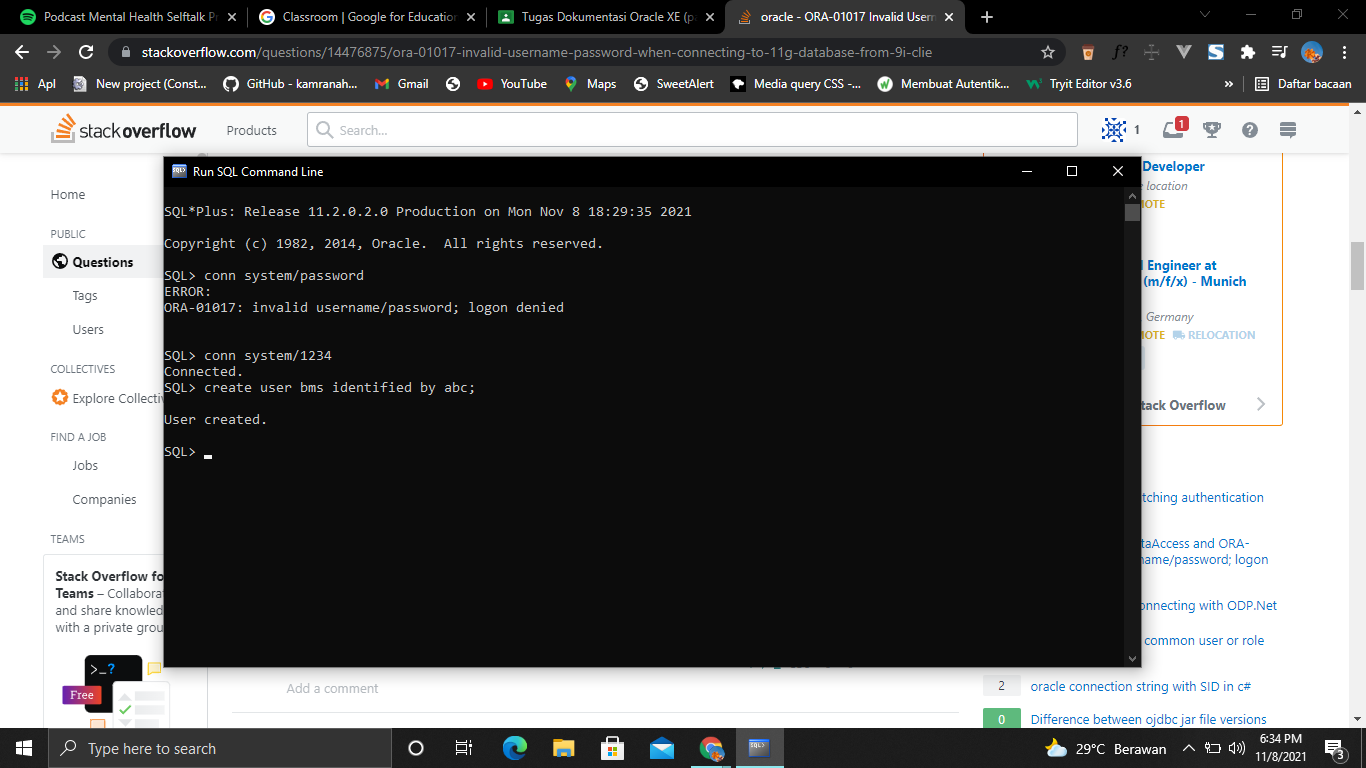 Podcast Mental Health Selftalk Pr
Classroom | Google for Education
Tugas Dokumentasi Oracle XE (p
oracle - ORA-01017 Invalid Usern
stackoverflow.com/questions/14476875/ora-01017-invalid-username-password-when-connecting-to-11g-database-from-9i-clie
f?
Apl
New project (Const...
GitHub - kamranah...
Gmail
YouTube
Maps
SweetAlert
Media query CSS -...
Membuat Autentik...
Tryit Editor v3.6
»
Daftar bacaan
stackoverflow
Products
Search...
1
1
Home
PUBLIC
Questions
Tags
Users
COLLECTIVES
Explore Collectiv
FIND A JOB
Jobs
Companies
TEAMS
Stack Overflow fo
Teams – Collabora
and share knowled
with a private grou
>_?
Free
Run SQL Command Line
SQL*Plus: Release 11.2.0.2.0 Production on Mon Nov 8 18:29:35 2021
Copyright (c) 1982, 2014, Oracle.  All rights reserved.
SQL> conn system/password
ERROR:
ORA-01017: invalid username/password; logon denied
SQL> conn system/1234
Connected.
SQL> create user bms identified by abc;
User created.
SQL>
Developer
location
OTE
Engineer at
(m/f/x) - Munich
Germany
OTE RELOCATION
tack Overflow
tching authentication
taAccess and ORA-
name/password; logon
onnecting with ODP.Net
common user or role
2 oracle connection string with SID in c#
0 Difference between ojdbc jar file versions
Add a comment
Type here to search
29°C Berawan
6:34 PM
11/8/2021
3